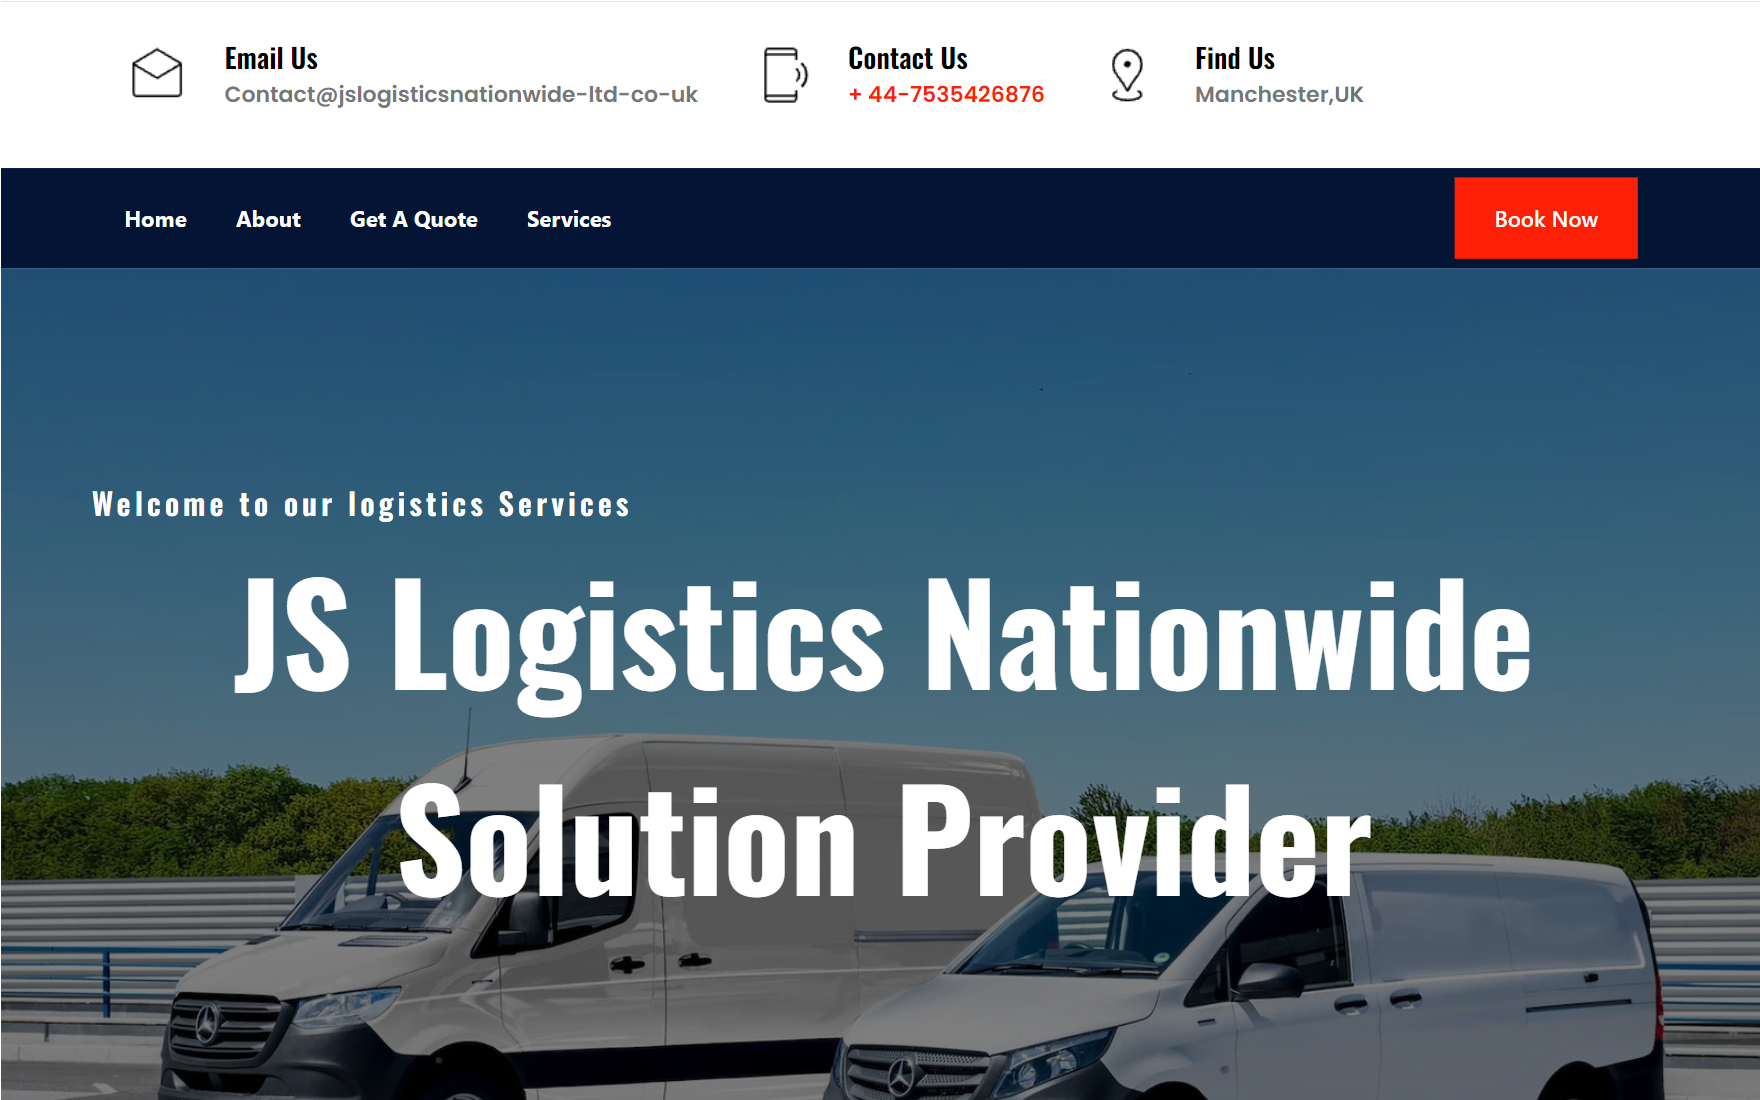 Email Us
Contact@jslogisticsnationwide-ltd-co-uk
Contact Us
+ 44-7535426876
Find Us
Manchester,UK
Home
About
Get A Quote
Services
Book Now
Welcome to our logistics Services
JS Logistics Nationwide
Solution Provider